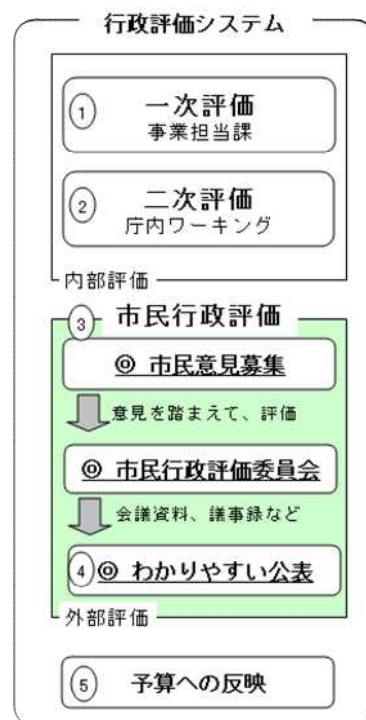 行政評価システム
① 一次評価
事業担当課
② 二次評価
庁内ワーキング
内部評価
③ 市民行政評価
◎ 市民意見募集
意見を踏まえて、評価
◎ 市民行政評価委員会
会議資料、議事録など
④ ◎ わかりやすい公表
外部評価
⑤ 予算への反映